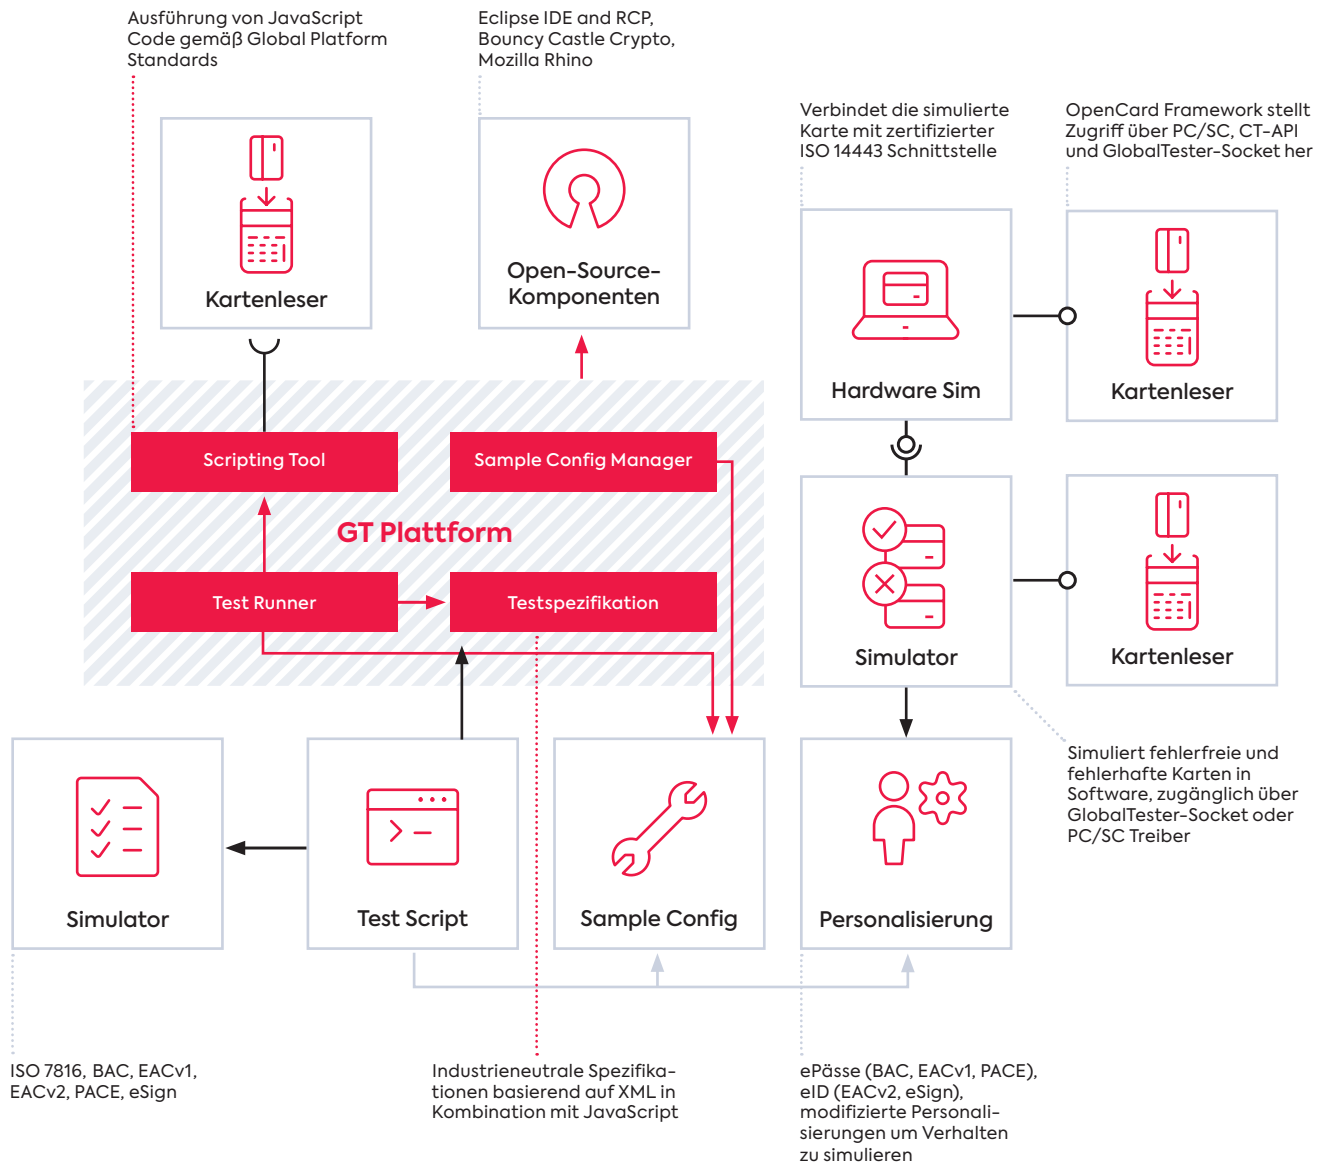 Ausführung von JavaScript
Code gemäß Global Platform
Standards
Eclipse IDE and RCP,
Bouncy Castle Crypto,
Mozilla Rhino
Verbindet die simulierte
Karte mit zertifizierter
ISO 14443 Schnittstelle
OpenCard Framework stellt
Zugriff über PC/SC, CT-API
und GlobalTester-Socket her
Kartenleser
Open-Source-
Komponenten
Hardware Sim
Kartenleser
Scripting Tool
Sample Config Manager
GT Plattform
Test Runner
Testspezifikation
Simulator
Kartenleser
Simuliert fehlerfreie und
fehlerhafte Karten in
Software, zugänglich über
GlobalTester-Socket oder
PC/SC Treiber
Simulator
Test Script
Sample Config
Personalisierung
ISO 7816, BAC, EACv1,
EACv2, PACE, eSign
Industrieneutrale Spezifika-
tionen basierend auf XML in
Kombination mit JavaScript
ePässe (BAC, EACv1, PACE),
eID (EACv2, eSign),
modifizierte Personali-
sierungen um Verhalten
zu simulieren